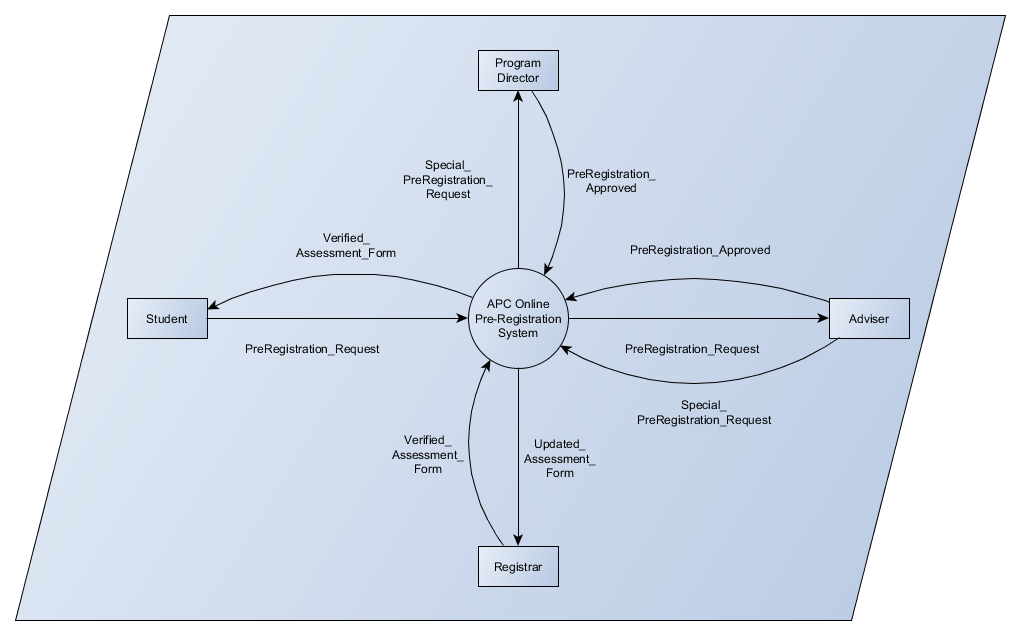 Program
Director
Special_
PreRegistration_
Request
PreRegistration_
Approved
Verified_
Assessment_Form
PreRegistration_Approved
Student
APC Online
Pre-Registration
System
Adviser
PreRegistration_Request
PreRegistration_Request
Special_
PreRegistration_Request
Verified_
Assessment_
Form
Updated_
Assessment_
Form
Registrar